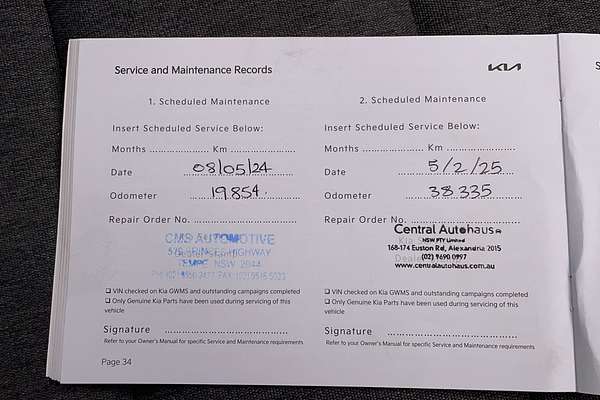 Service and Maintenance Records
KIA
1. Scheduled Maintenance
Insert Scheduled Service Below:
Months .................... Km ....................
Date 08/05/24
Odometer 19854.
Repair Order No. ............................
CMS AUTOMOTIVE
HIGHWAY
TEMPE NSW 2044
❑ VIN checked on Kia GWMS and outstanding campaigns completed
❑ Only Genuine Kia Parts have been used during servicing of this
vehicle
Signature ....................................
Refer to your Owner's Manual for specific Service and Maintenance requirements
Page 34
2. Scheduled Maintenance
Insert Scheduled Service Below:
Months .................... Km ....................
Date 5/2/25
Odometer 38335
Repair Order No. ............................
Central Autohaus
NSW PTY Limited
168-174 Euston Rd, Alexandria 2015
(02) 9690 0997
www.centralautohaus.com.au
❑ VIN checked on Kia GWMS and outstanding campaigns completed
❑ Only Genuine Kia Parts have been used during servicing of this
vehicle
Signature ....................................
Refer to your Owner's Manual for specific Service and Maintenance requirements
S